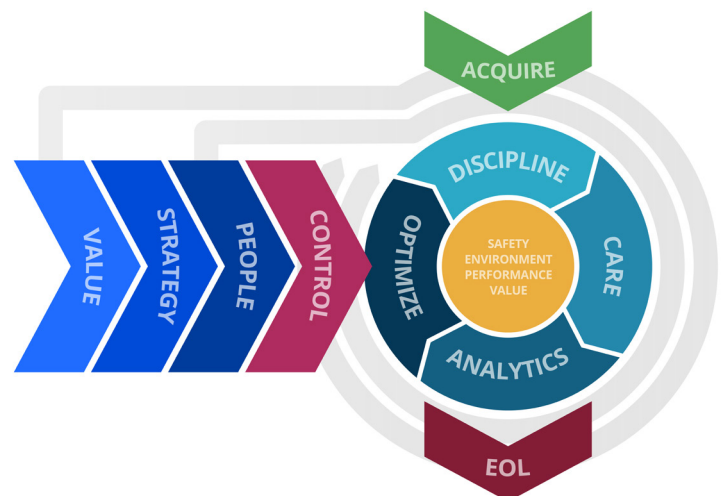 ACQUIRE
VALUE
STRATEGY
PEOPLE
CONTROL
DISCIPLINE
CARE
ANALYTICS
OPTIMIZE
SAFETY
ENVIRONMENT
PERFORMANCE
VALUE
EOL